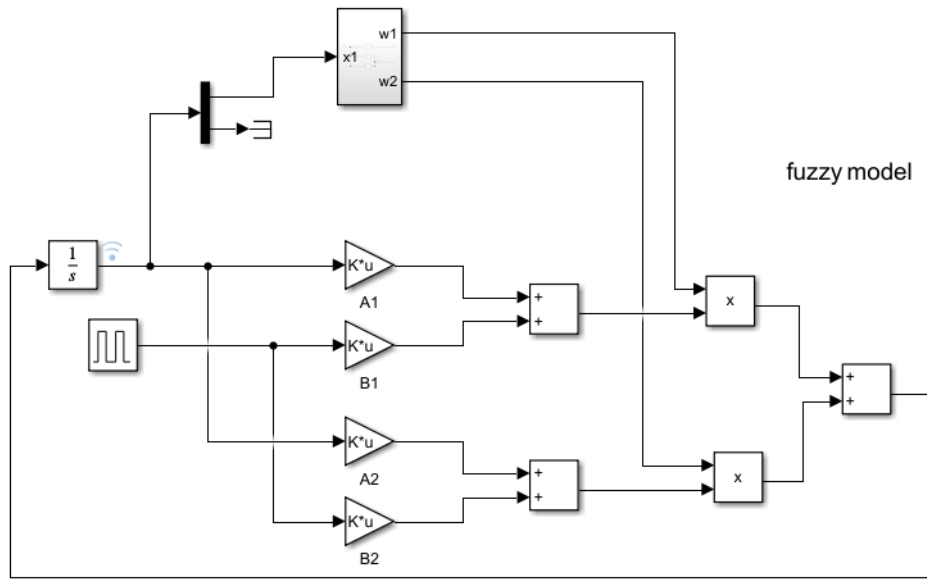 w1
x1
w2
fuzzy model
1
s
K*u
A1
+
+
x
K*u
B1
+
+
K*u
A2
+
+
x
K*u
B2